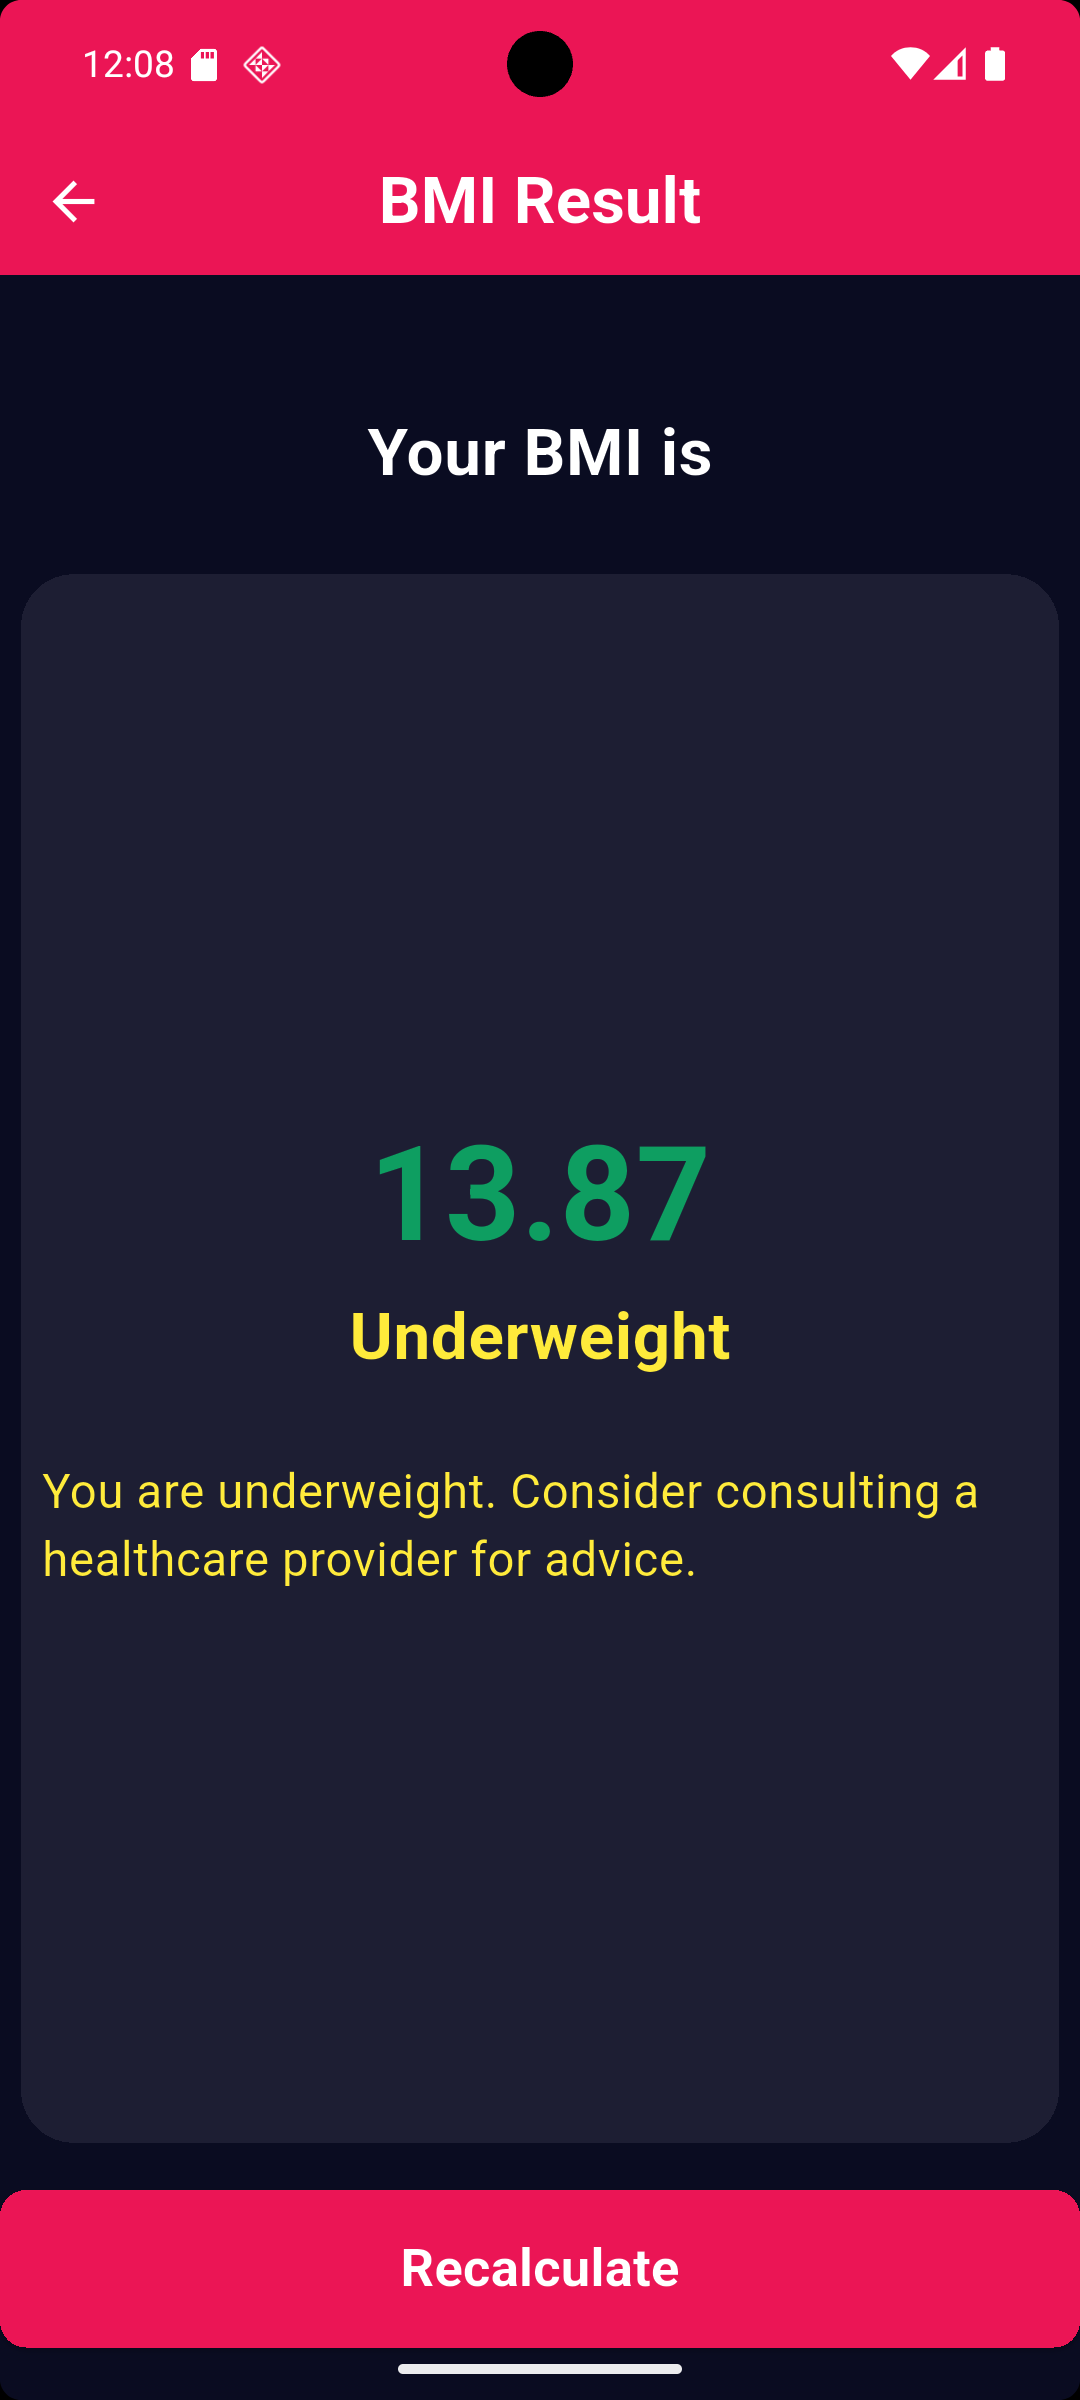 12:08
BMI Result
Your BMI is
13.87
Underweight
You are underweight. Consider consulting a
healthcare provider for advice.
Recalculate